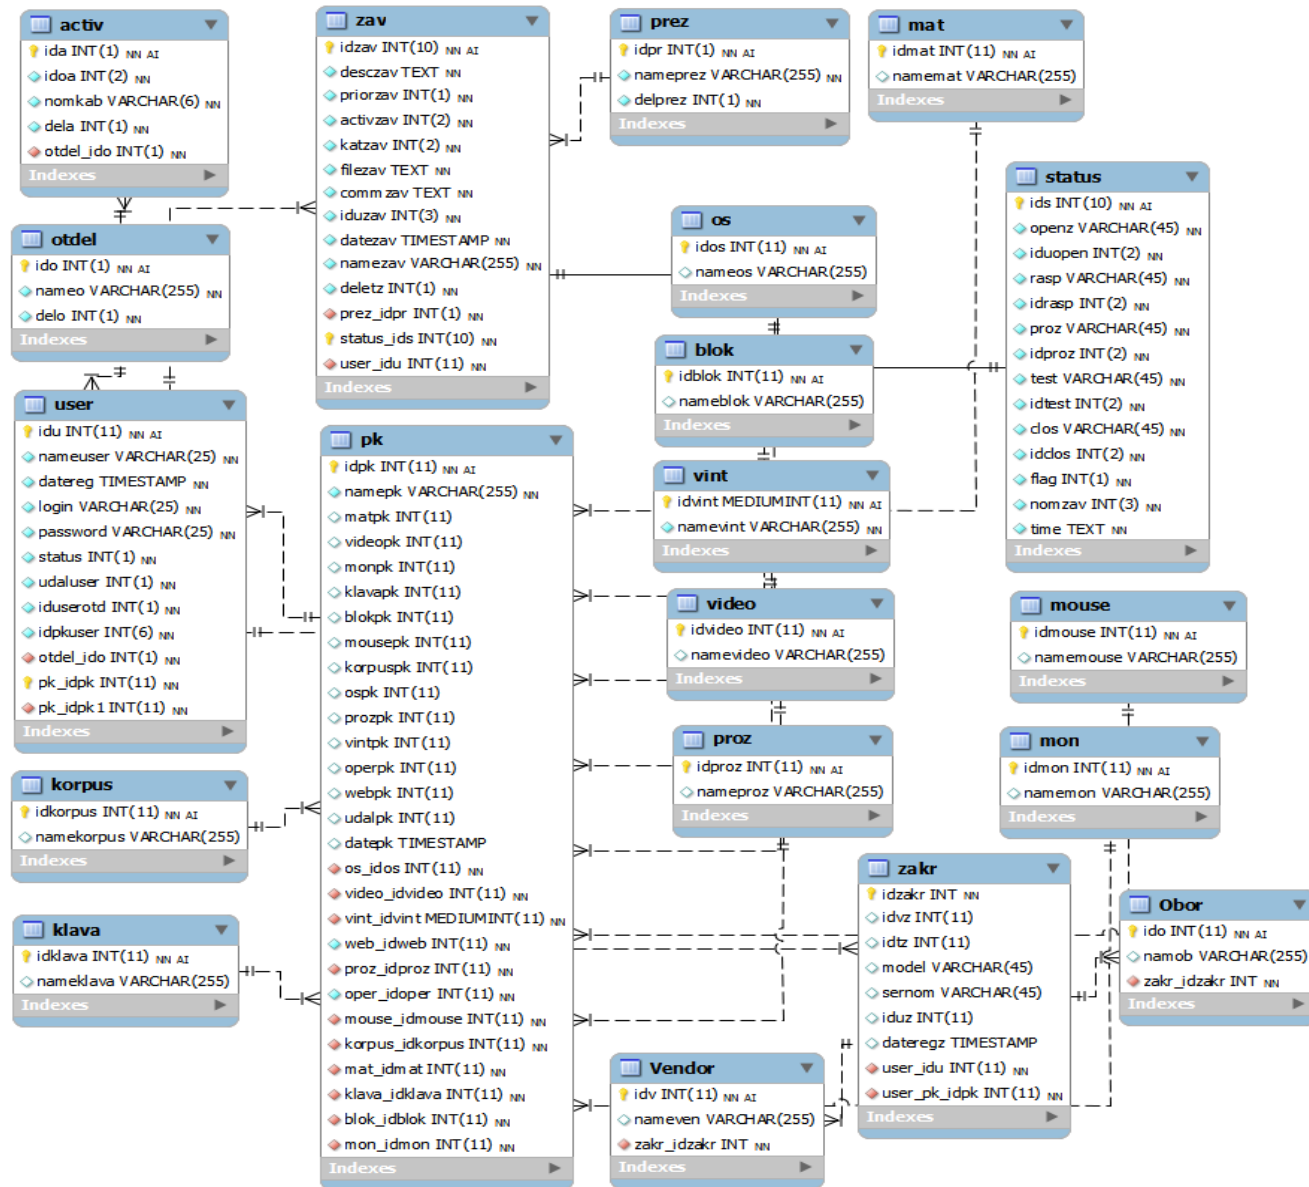 activ
ida INT(1) NN AI
idoa INT(2) NN
nomkab VARCHAR(6) NN
dela INT(1) NN
otdel_ido INT(1) NN
Indexes
zav
idzav INT(10) NN AI
desczav TEXT NN
priorzav INT(1) NN
activzav INT(2) NN
katzav INT(2) NN
filezav TEXT NN
commzav TEXT NN
iduzav INT(3) NN
datezav TIMESTAMP NN
namezav VARCHAR(255) NN
deletz INT(1) NN
prez_idpr INT(1) NN
status_ids INT(10) NN
user_idu INT(11) NN
Indexes
prez
idpr INT(1) NN AI
nameprez VARCHAR(255) NN
delprez INT(1) NN
Indexes
mat
idmat INT(11) NN AI
namemat VARCHAR(255)
Indexes
otdel
ido INT(1) NN AI
nameo VARCHAR(255) NN
delo INT(1) NN
Indexes
os
idos INT(11) NN AI
nameos VARCHAR(255)
Indexes
status
ids INT(10) NN AI
openz VARCHAR(45) NN
iduopen INT(2) NN
rasp VARCHAR(45) NN
idrasp INT(2) NN
proz VARCHAR(45) NN
idproz INT(2) NN
test VARCHAR(45) NN
idtest INT(2) NN
clos VARCHAR(45) NN
idclos INT(2) NN
flag INT(1) NN
nomzav INT(3) NN
time TEXT NN
Indexes
blok
idblok INT(11) NN AI
nameblok VARCHAR(255)
Indexes
user
idu INT(11) NN AI
nameuser VARCHAR(25) NN
datereg TIMESTAMP NN
login VARCHAR(25) NN
password VARCHAR(25) NN
status INT(1) NN
udaluser INT(1) NN
iduserotd INT(1) NN
idpkuser INT(6) NN
otdel_ido INT(1) NN
pk_idpk INT(11) NN
pk_idpk1 INT(11) NN
Indexes
pk
idpk INT(11) NN AI
namepk VARCHAR(255) NN
matpk INT(11)
videopk INT(11)
monpk INT(11)
klavapk INT(11)
blokpk INT(11)
mousepk INT(11)
korpuspk INT(11)
ospk INT(11)
prozpk INT(11)
vintpk INT(11)
operpk INT(11)
webpk INT(11)
udalpk INT(11)
datepk TIMESTAMP
os_idos INT(11) NN
video_idvideo INT(11) NN
vint_idvint MEDIUMINT(11) NN
web_idweb INT(11) NN
proz_idproz INT(11) NN
oper_idoper INT(11) NN
mouse_idmouse INT(11) NN
korpus_idkorpus INT(11) NN
mat_idmat INT(11) NN
klava_idklava INT(11) NN
blok_idblok INT(11) NN
mon_idmon INT(11) NN
Indexes
vint
idvint MEDIUMINT(11) NN AI
namevint VARCHAR(255) NN
Indexes
video
idvideo INT(11) NN AI
namevideo VARCHAR(255)
Indexes
mouse
idmouse INT(11) NN AI
namemouse VARCHAR(255)
Indexes
proz
idproz INT(11) NN AI
nameproz VARCHAR(255)
Indexes
mon
idmon INT(11) NN AI
namemon VARCHAR(255)
Indexes
korpus
idkorpus INT(11) NN AI
namekorpus VARCHAR(255)
Indexes
klava
idklava INT(11) NN AI
nameklava VARCHAR(255)
Indexes
zakr
idzakr INT NN
idvz INT(11)
idtz INT(11)
model VARCHAR(45)
sernom VARCHAR(45)
iduz INT(11)
dateregz TIMESTAMP
user_idu INT(11) NN
user_pk_idpk INT(11) NN
Indexes
Obor
ido INT(11) NN AI
namob VARCHAR(255)
zakr_idzakr INT NN
Indexes
Vendor
idv INT(11) NN AI
nameven VARCHAR(255)
zakr_idzakr INT NN
Indexes